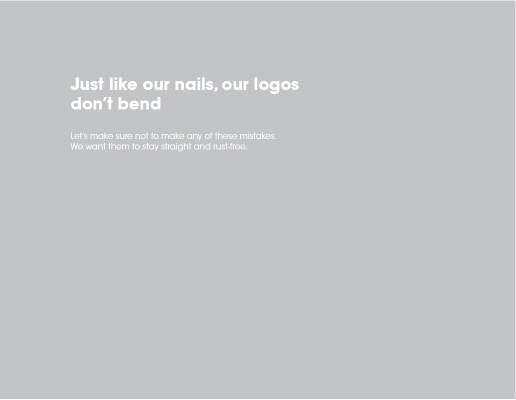 Just like our nails, our logos
don't bend
Let's make sure not to make any of these mistakes.
We want them to stay straight and rust-free.